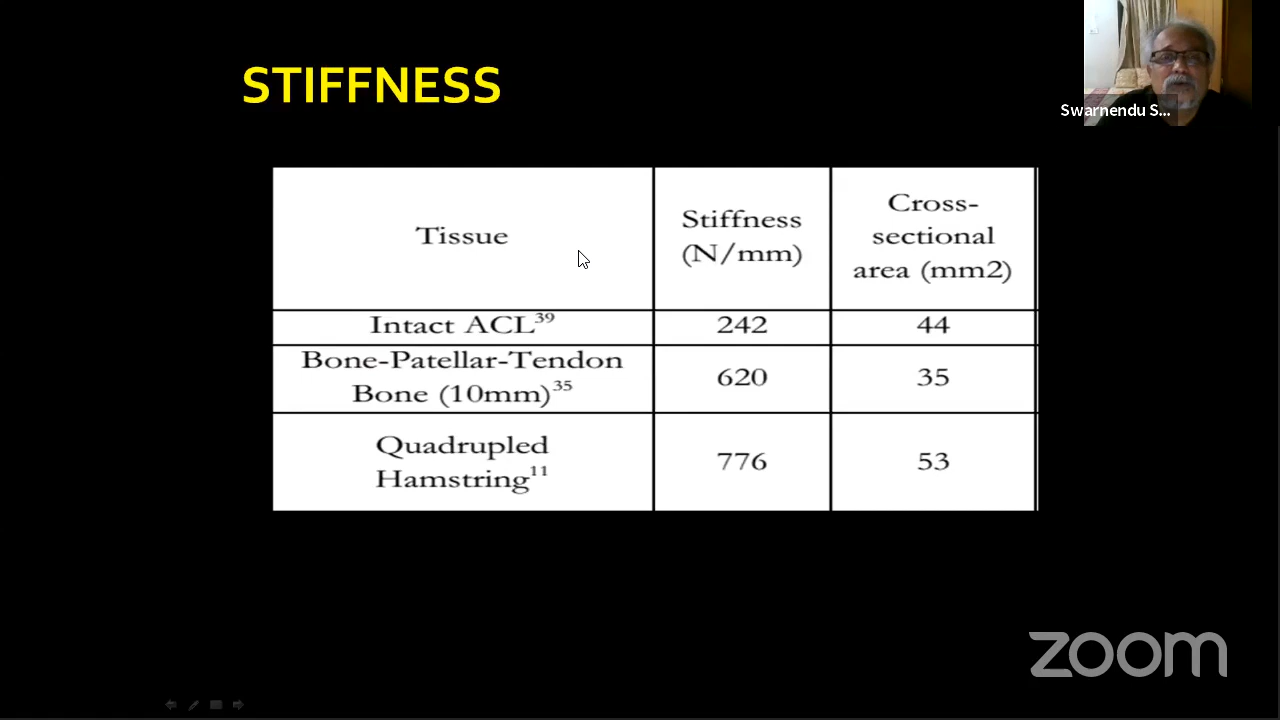 STIFFNESS
Swarnendu S...
Tissue
Stiffness
(N/mm)
Cross-
sectional
area (mm2)
Intact ACL39
242
44
Bone-Patellar-Tendon
Bone (10mm)35
620
35
Quadrupled
Hamstring11
776
53
zoom